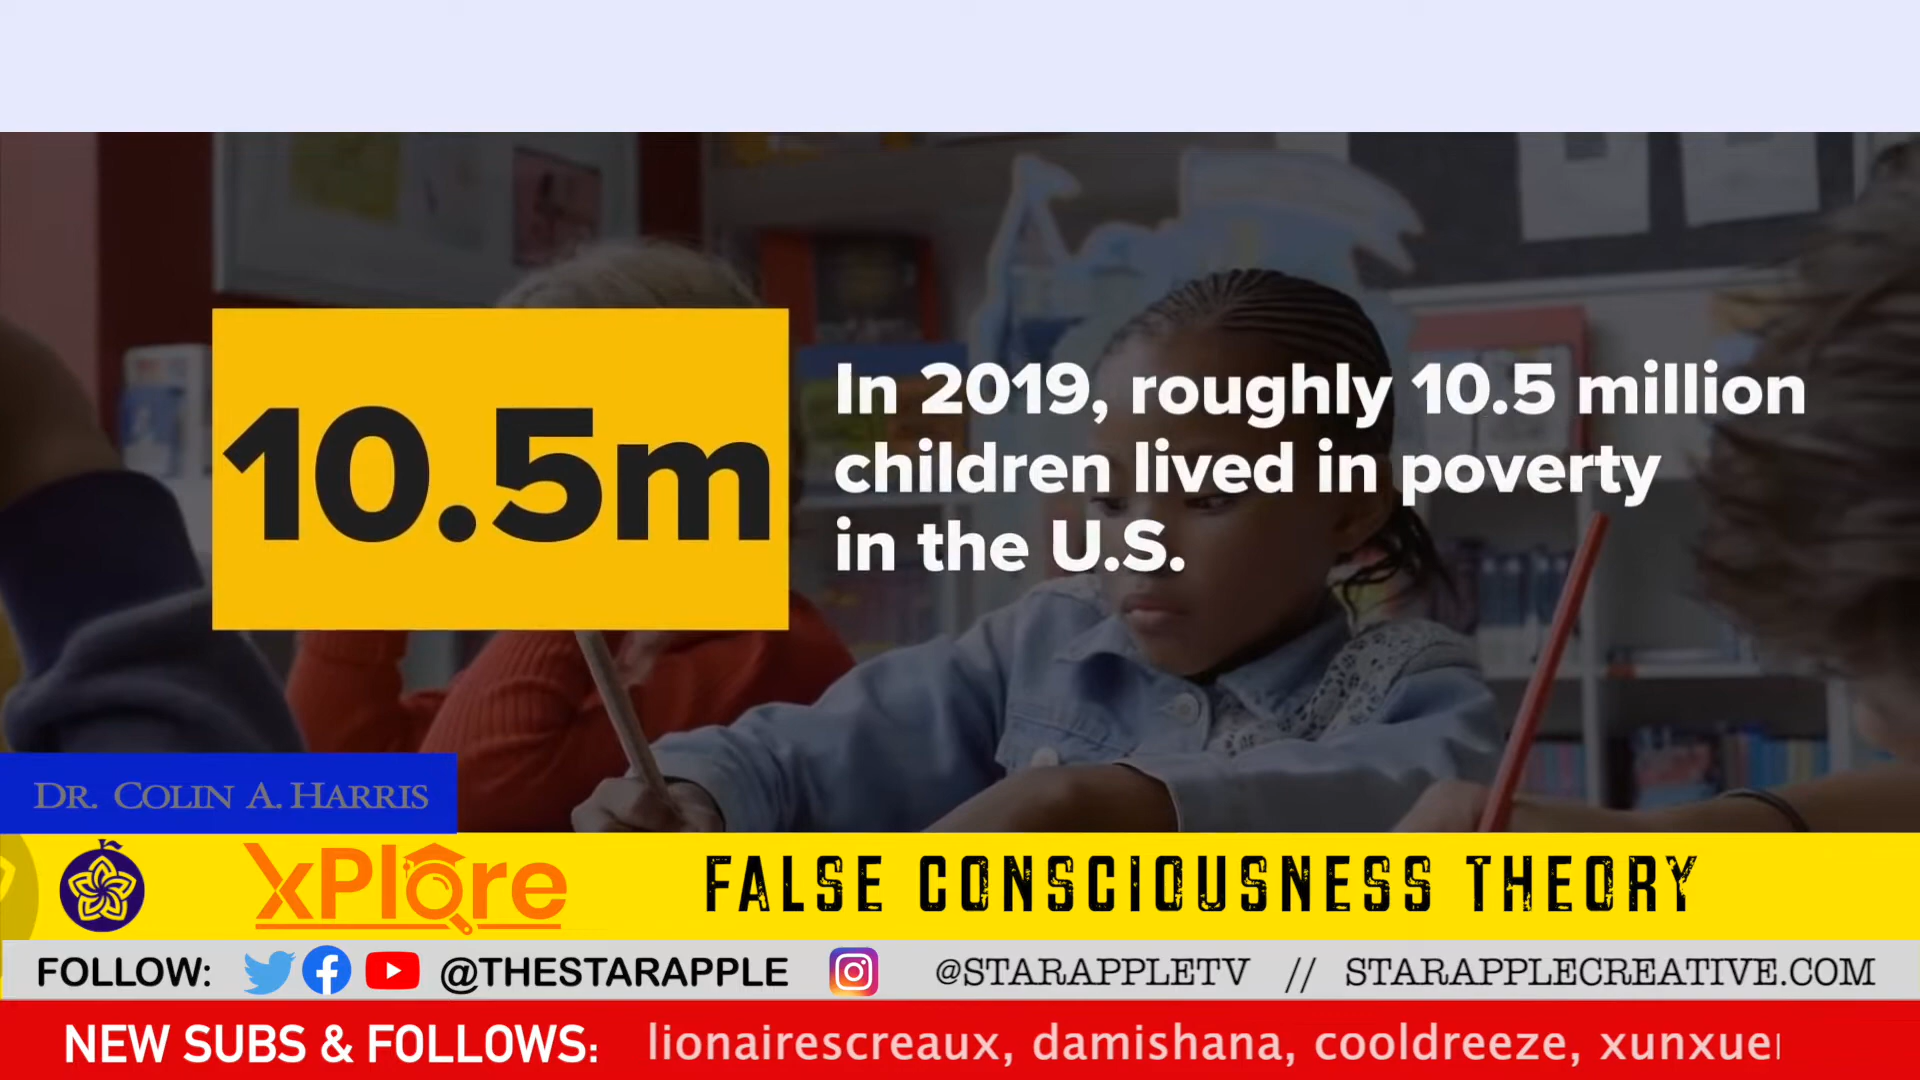 10.5m
In 2019, roughly 10.5 million
children lived in poverty
in the U.S.
DR. COLIN A. HARRIS
xPlore
FALSE CONSCIOUSNESS THEORY
FOLLOW: @THESTARAPPLE @STARAPPLETV // STARAPPLECREATIVE.COM
NEW SUBS & FOLLOWS: lionairescreaux, damishana, cooldreeze,